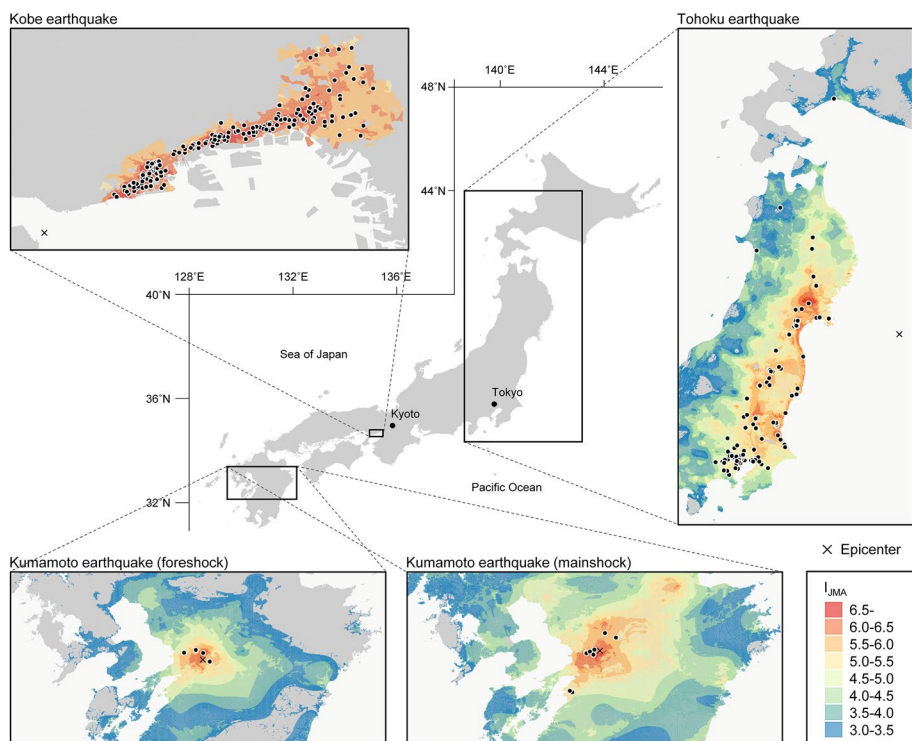 Kobe earthquake
Tohoku earthquake
140°E 144°E
48°N
44°N
128°E 132°E 136°E
40°N
Sea of Japan
Tokyo
36°N
Kyoto
Pacific Ocean
32°N
Kumamoto earthquake (foreshock)
Kumamoto earthquake (mainshock)
× Epicenter
IJMA
6.5-
6.0-6.5
5.5-6.0
5.0-5.5
4.5-5.0
4.0-4.5
3.5-4.0
3.0-3.5